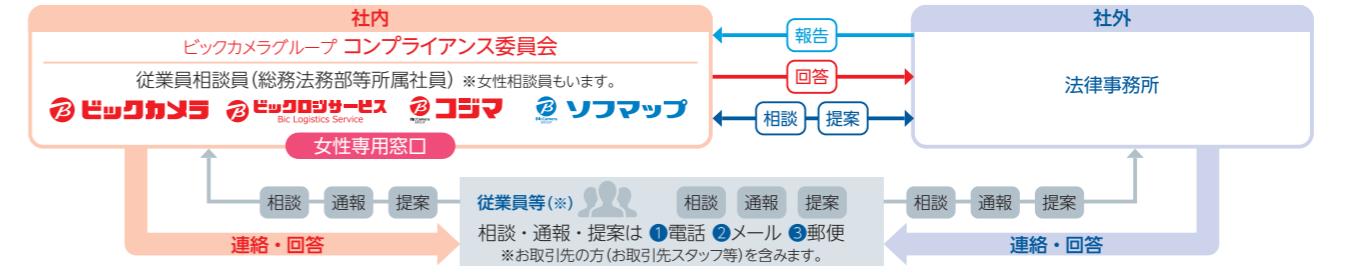 社内
ビックカメラグループ コンプライアンス委員会
従業員相談員(総務法務部等所属社員) ※女性相談員もいます。
ビックカメラ ビックロジサービス コジマ ソフマップ
Bic Logistics Service
女性専用窓口
報告
回答
相談 提案
社外
法律事務所
相談 通報 提案
従業員等(※) 相談 通報 提案
相談・通報・提案は ❶電話 ❷メール ❸郵便
※お取引先の方(お取引先スタッフ等)を含みます。
相談 通報 提案
連絡・回答
連絡・回答